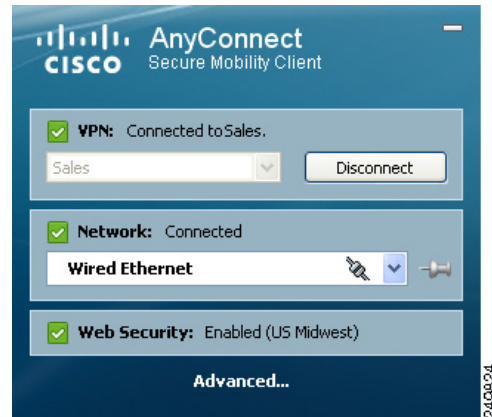 AnyConnect
CISCO
Secure Mobility Client
VPN: Connected to Sales.
Sales
Disconnect
Network: Connected
Wired Ethernet
Web Security: Enabled (US Midwest)
Advanced...
249824